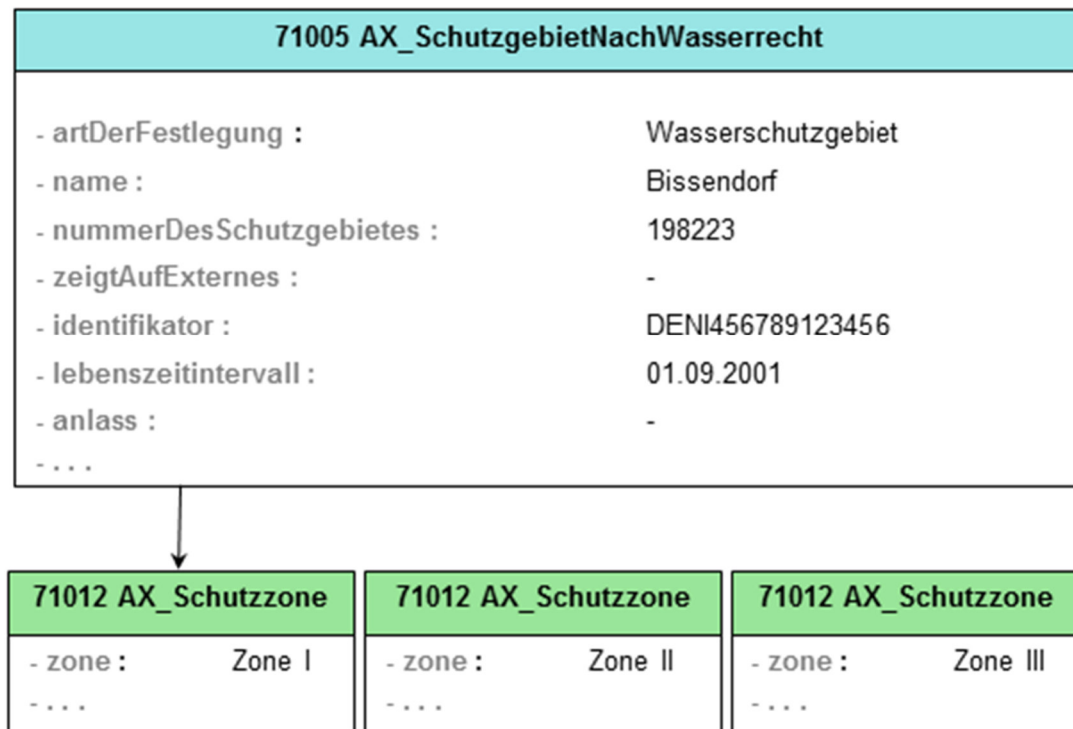 71005 AX_SchutzgebietNachWasserrecht
- artDerFestlegung : Wasserschutzgebiet
- name : Bissendorf
- nummerDesSchutzgebietes : 198223
- zeigtAufExternes : -
- identifikator : DENI456789123456
- lebenszeitintervall : 01.09.2001
- anlass : -
- . . .
71012 AX_Schutzzone 71012 AX_Schutzzone 71012 AX_Schutzzone
- zone : Zone I - zone : Zone II - zone : Zone III
- . . . - . . . - . . .